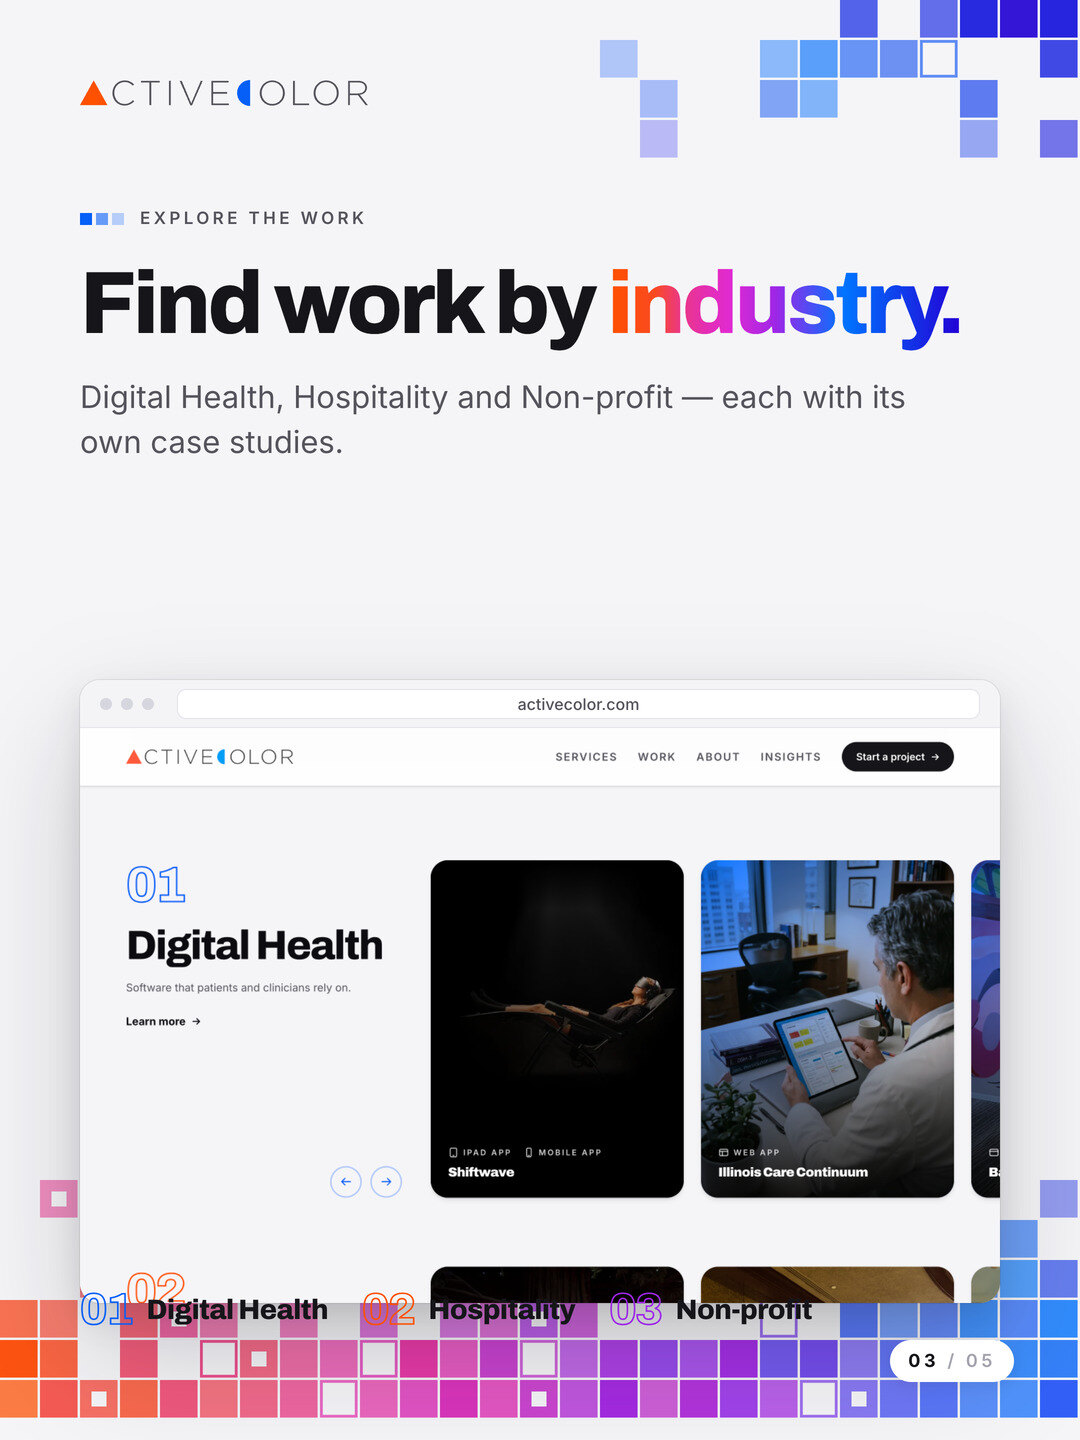 ACTIVECOLOR
EXPLORE THE WORK
Find work by industry.
Digital Health, Hospitality and Non-profit — each with its
own case studies.
activecolor.com
ACTIVECOLOR
SERVICES WORK ABOUT INSIGHTS Start a project →
01
Digital Health
Software that patients and clinicians rely on.
Learn more →
IPAD APP MOBILE APP
Shiftwave
WEB APP
Illinois Care Continuum
02
01 Digital Health 02 Hospitality 03 Non-profit
03 / 05